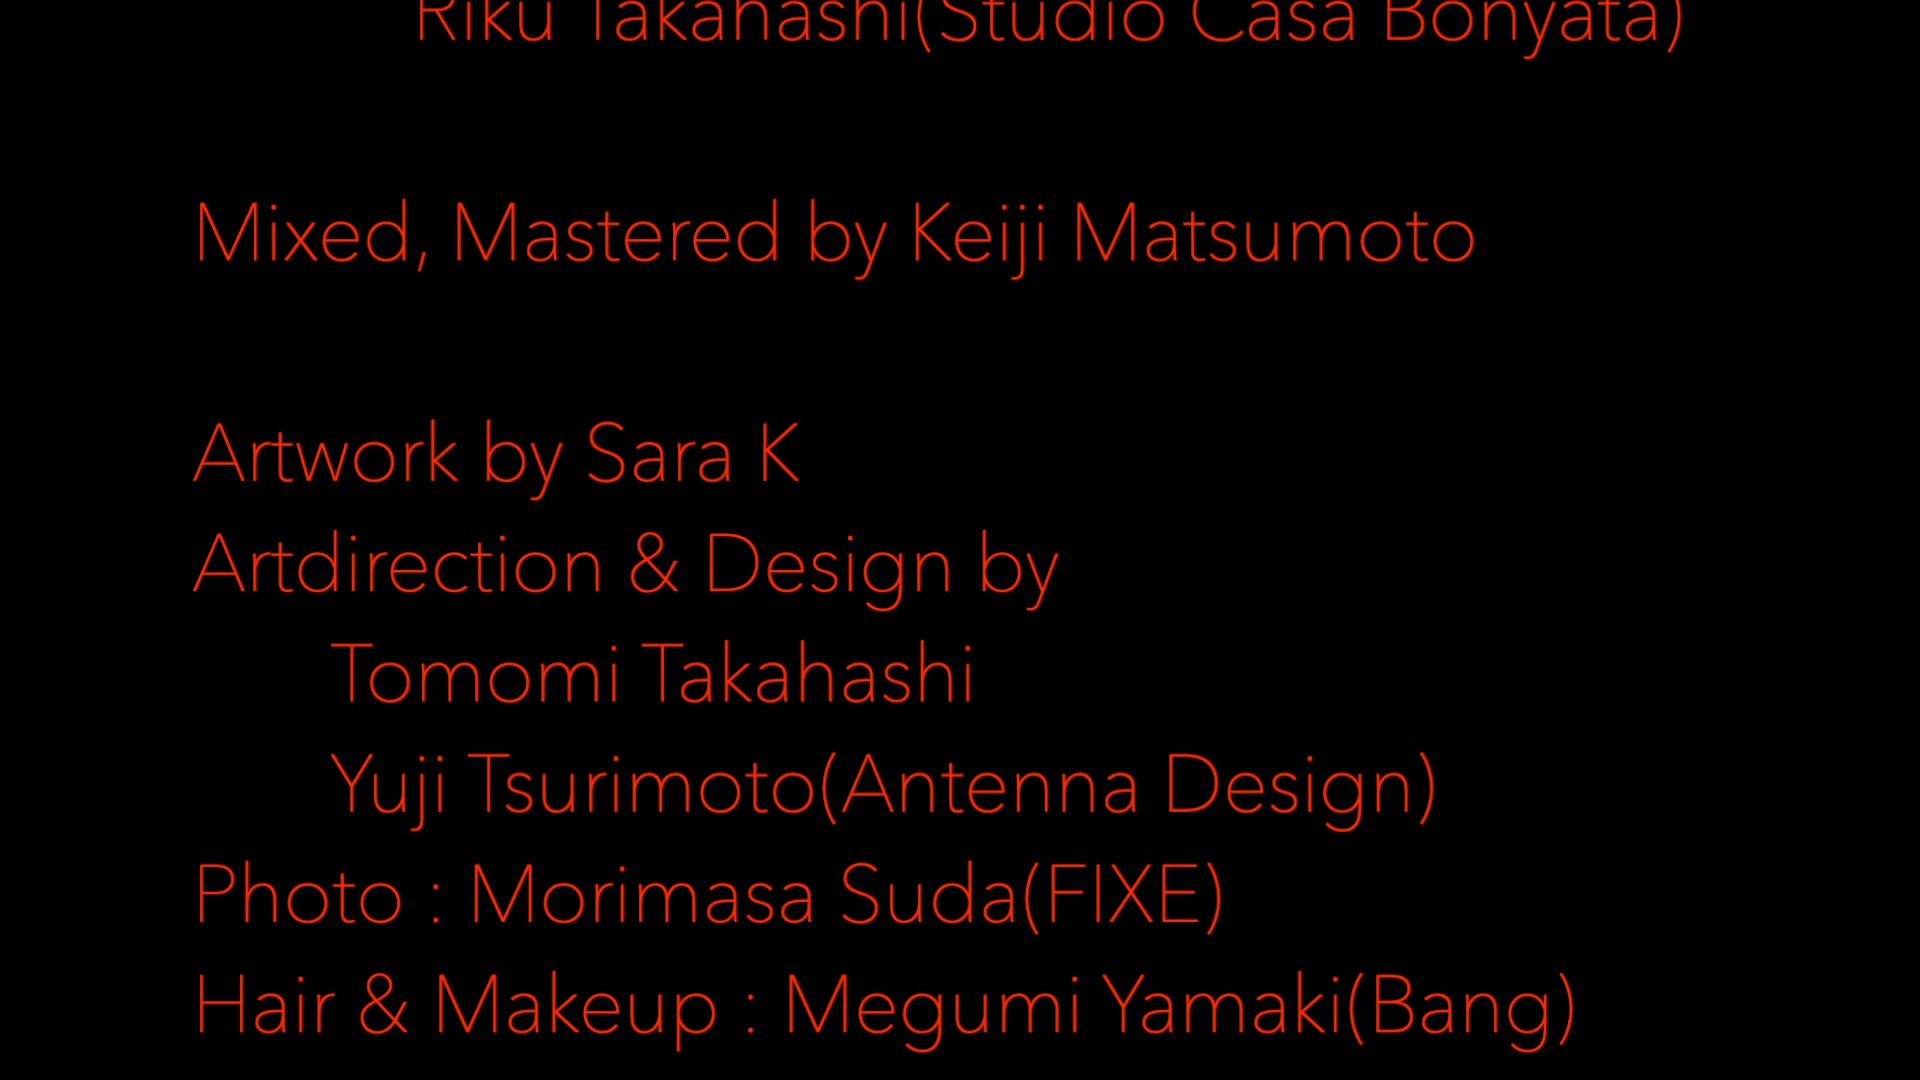 Riku Takahashi(Studio Casa Bonyata)
Mixed, Mastered by Keiji Matsumoto
Artwork by Sara K
Artdirection & Design by
Tomomi Takahashi
Yuji Tsurimoto(Antenna Design)
Photo : Morimasa Suda(FIXE)
Hair & Makeup : Megumi Yamaki(Bang)